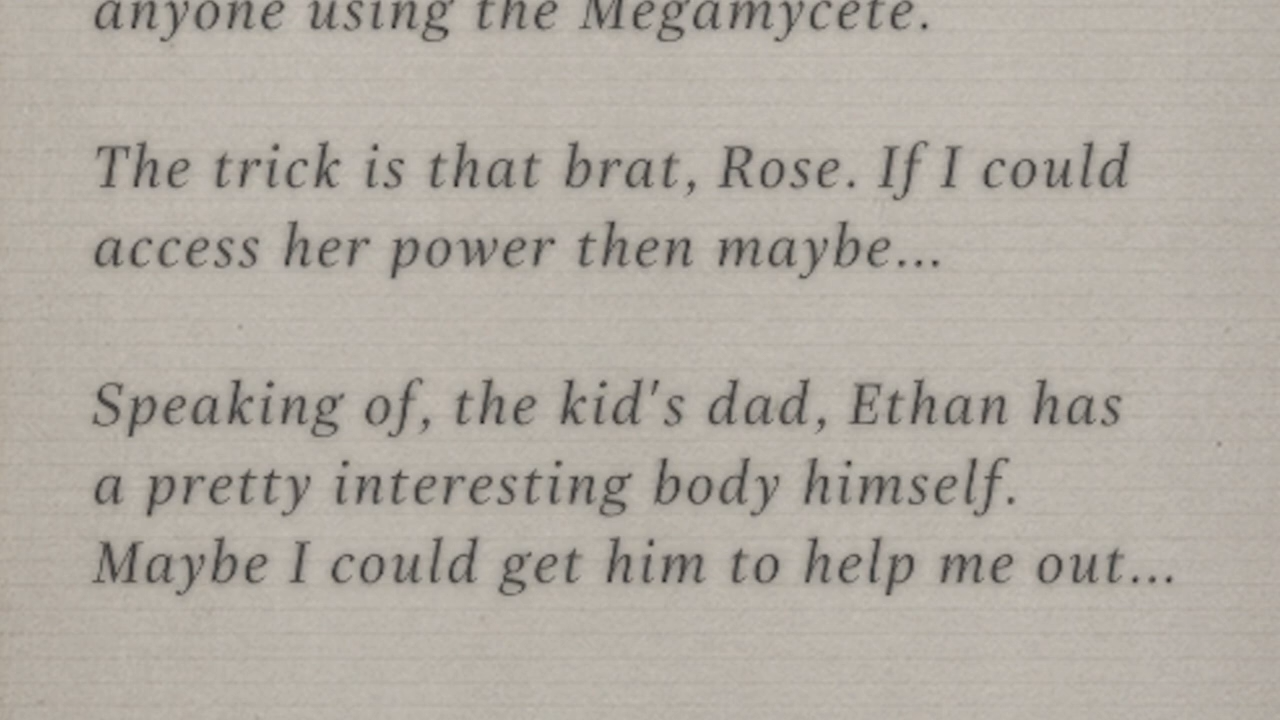 anyone using the Megamycete.
The trick is that brat, Rose. If I could
access her power then maybe...
Speaking of, the kid's dad, Ethan has
a pretty interesting body himself.
Maybe I could get him to help me out...